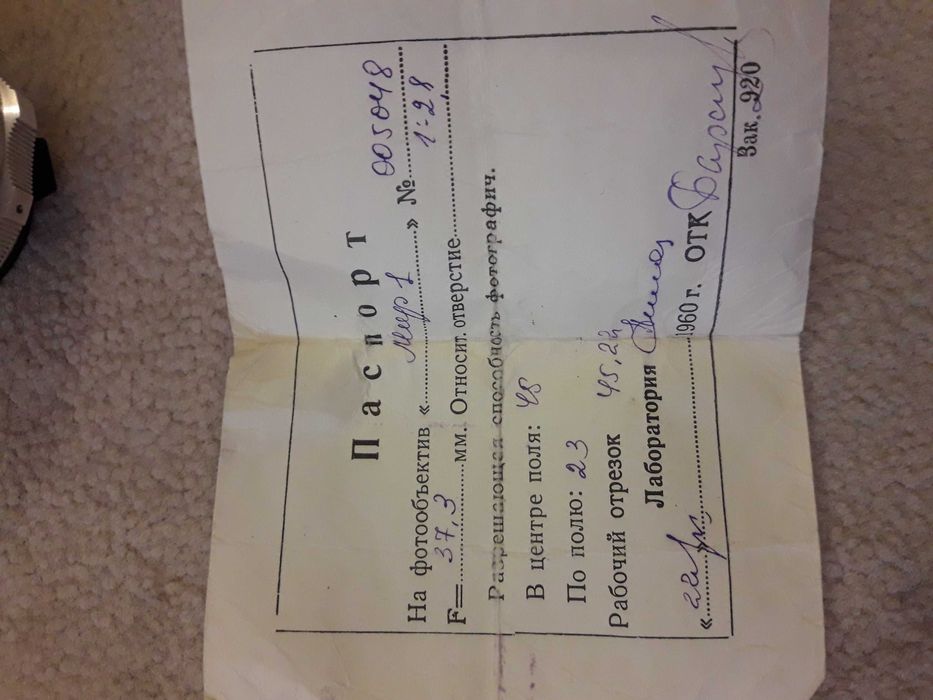 Паспорт
На фотообъектив «Мир 1» № 005048
F=37,3 мм. Относит. отверстие 1:2.8
Разрешающая способность фотографич.
В центре поля: 48
По полю: 23
Рабочий отрезок 45,22
Лаборатория
« 1960 г. ОТК
Зак. 920